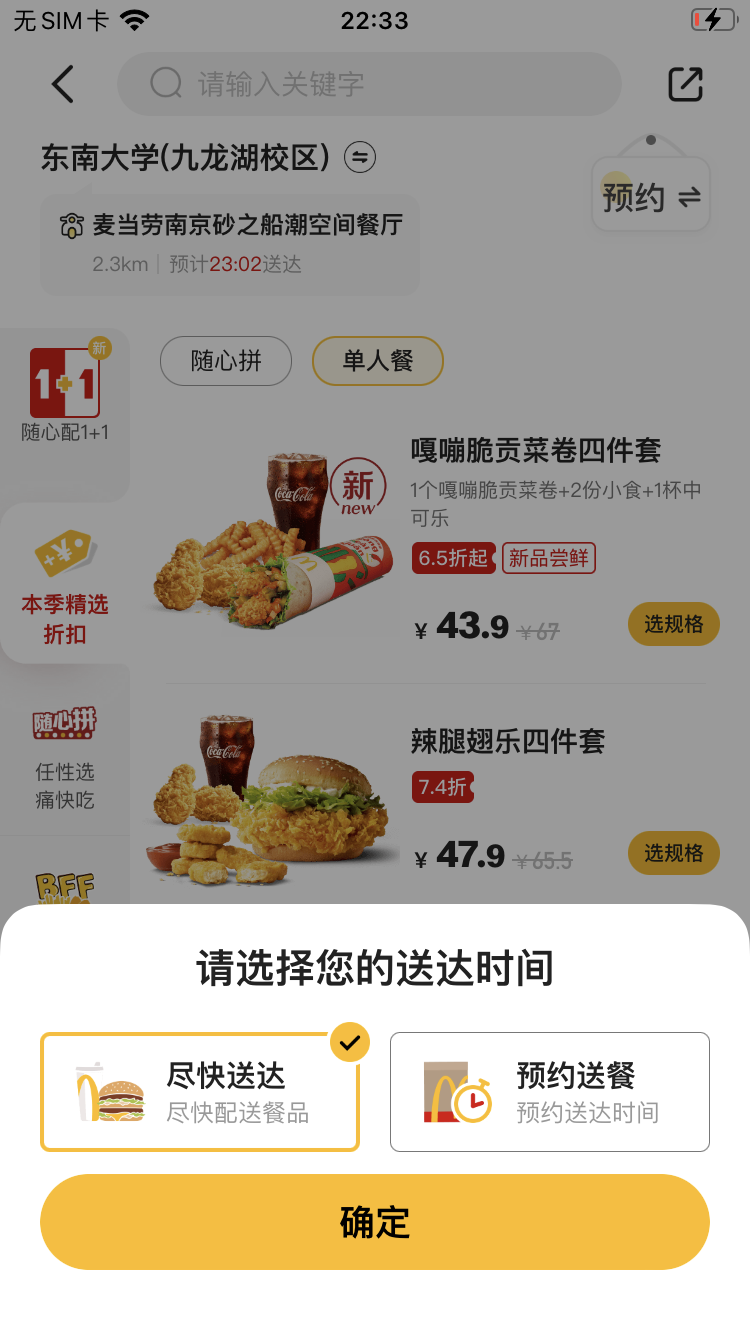 无SIM卡
22:33
请输入关键字
东南大学(九龙湖校区)
预约
麦当劳南京砂之船潮空间餐厅
2.3km
预计23:02送达
新
1+1
随心配1+1
随心拼
单人餐
本季精选
折扣
新
new
Coca-Cola
嘎嘣脆贡菜卷四件套
1个嘎嘣脆贡菜卷+2份小食+1杯中
可乐
6.5折起
新品尝鲜
¥ 43.9 ¥67
选规格
随心拼
任性选
痛快吃
Coca-Cola
辣腿翅乐四件套
7.4折
¥ 47.9 ¥65.5
选规格
BFF
请选择您的送达时间
尽快送达
尽快配送餐品
预约送餐
预约送达时间
确定